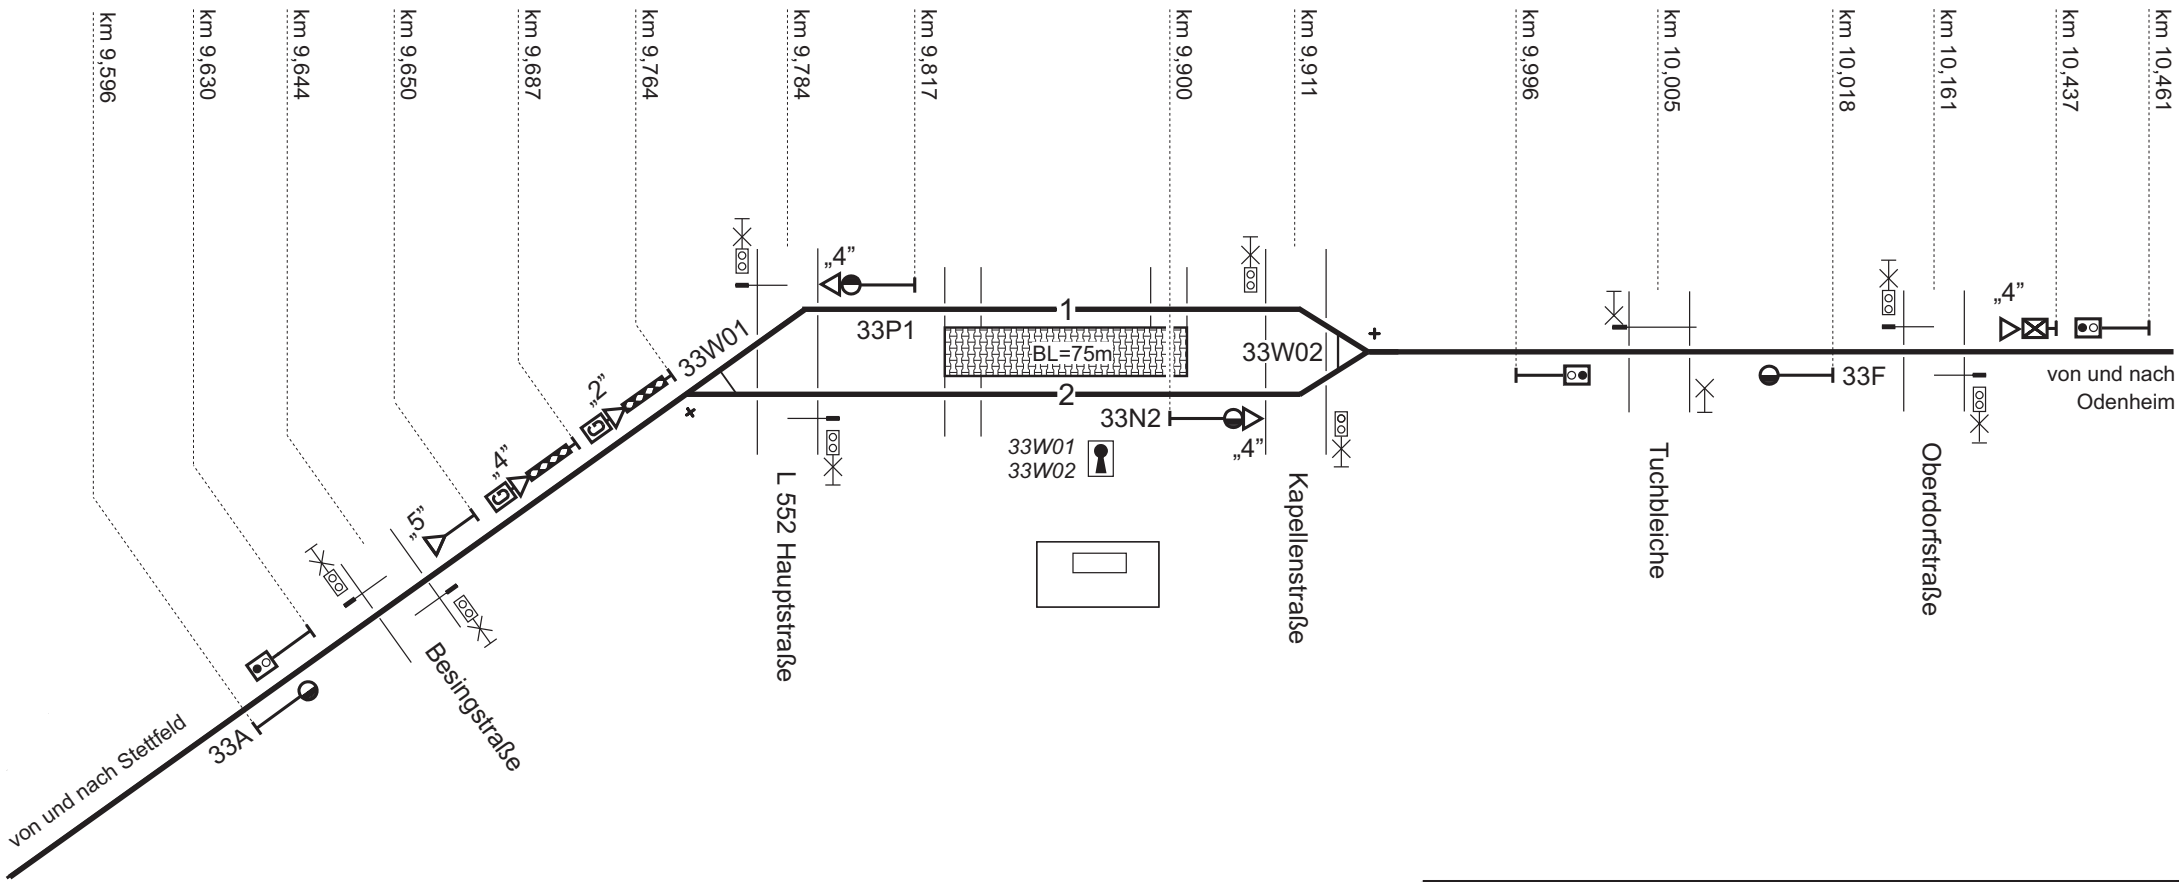 km 9,596
km 9,630
km 9,644
km 9,650
km 9,687
km 9,764
km 9,784
km 9,817
km 9,900
km 9,911
km 9,996
km 10,005
km 10,018
km 10,161
km 10,437
km 10,461
„4”
„4”
1
33P1
33W01
BL=75m
33W02
33F
von und nach
Odenheim
„2”
G
2
33N2
„4”
33W01
33W02
„4”
G
„5”
L 552 Hauptstraße
Kapellenstraße
Tuchbleiche
Oberdorfstraße
Besingstraße
33A
von und nach Stettfeld